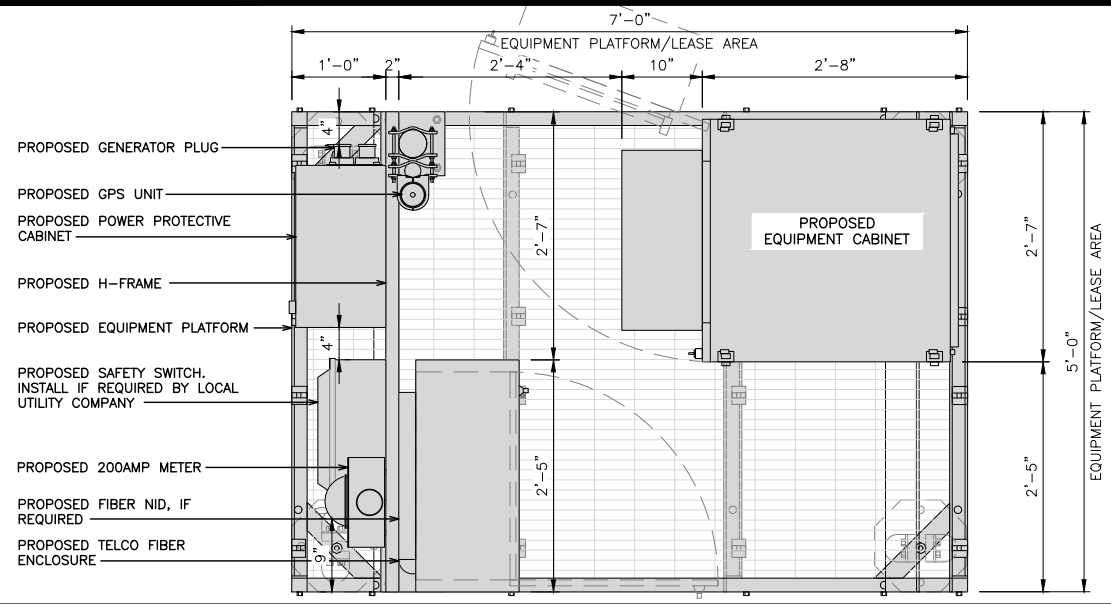 7'-0"
EQUIPMENT PLATFORM/LEASE AREA
1'-0"
2"
2'-4"
10"
2'-8"
4"
PROPOSED GENERATOR PLUG
PROPOSED GPS UNIT
PROPOSED POWER PROTECTIVE
CABINET
PROPOSED H-FRAME
PROPOSED EQUIPMENT PLATFORM
4"
PROPOSED SAFETY SWITCH.
INSTALL IF REQUIRED BY LOCAL
UTILITY COMPANY
PROPOSED 200AMP METER
PROPOSED FIBER NID, IF
REQUIRED
PROPOSED TELCO FIBER
ENCLOSURE
9"
2'-7"
2'-5"
PROPOSED
EQUIPMENT CABINET
2'-7"
2'-5"
5'-0"
EQUIPMENT PLATFORM/LEASE AREA